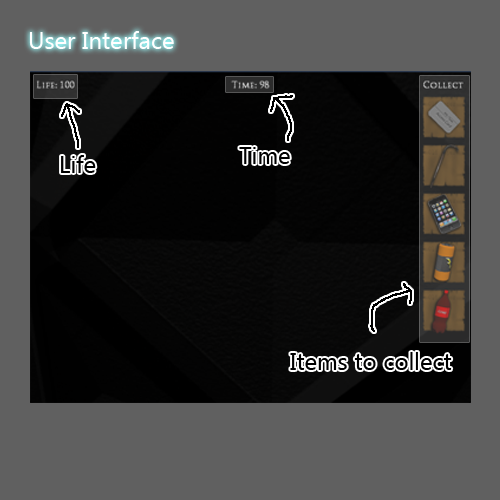 User Interface
LIFE: 100
TIME: 98
COLLECT
Life
Time
Items to collect